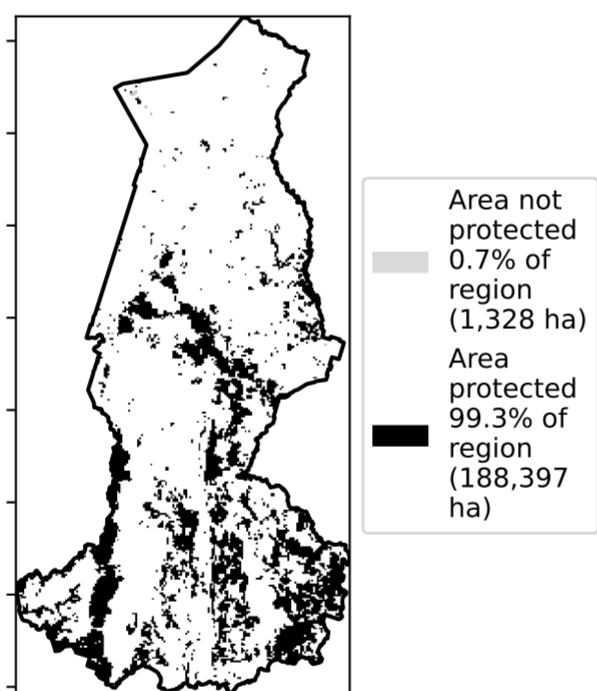 Area not
protected
0.7% of
region
(1,328 ha)
Area
protected
99.3% of
region
(188,397
ha)